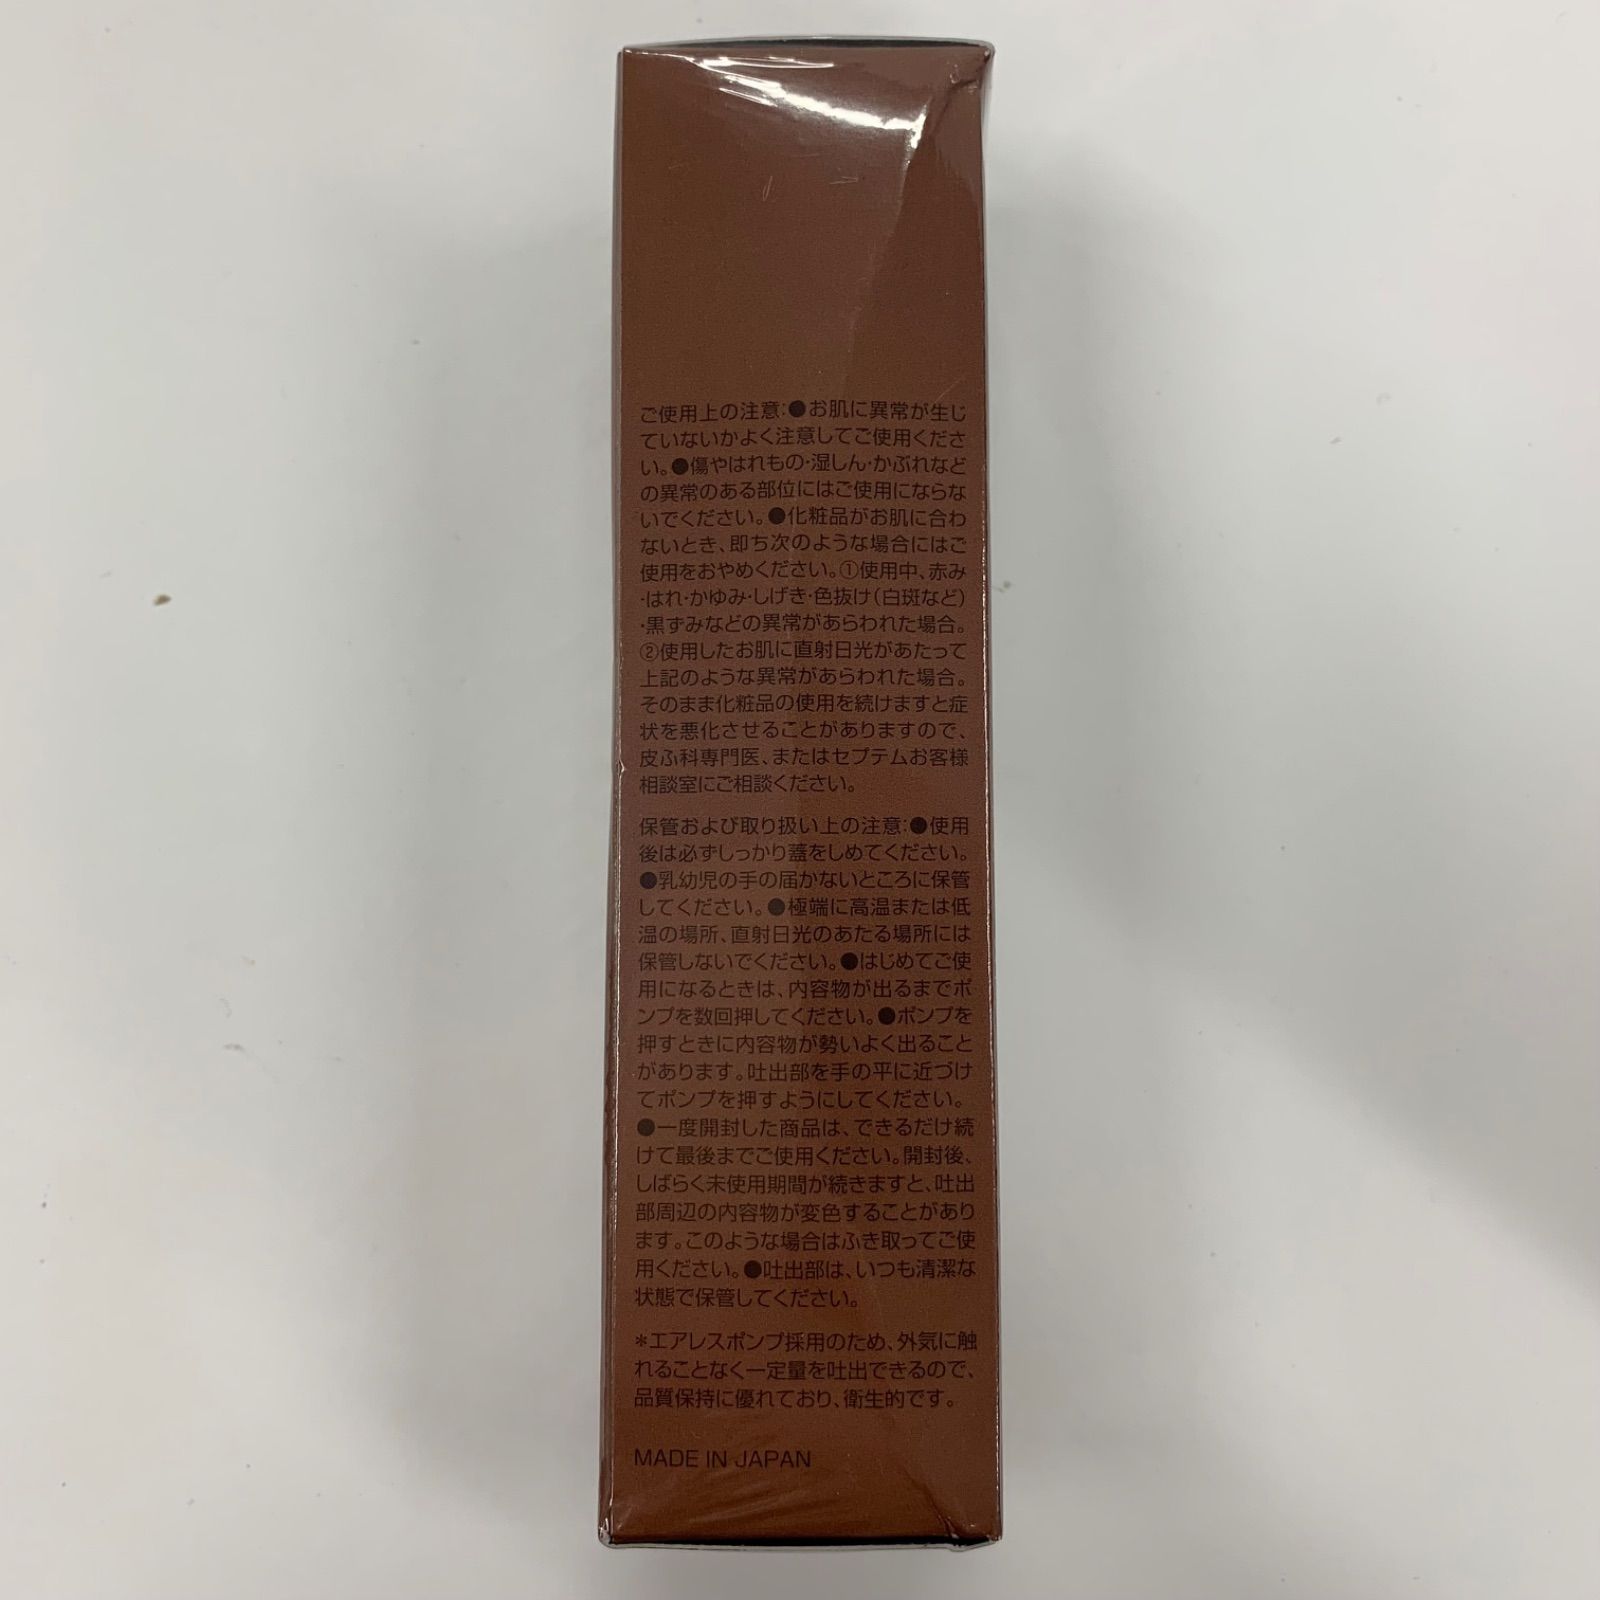 ご使用上の注意:●お肌に異常が生じ
ていないかよく注意してご使用くださ
い。●傷やはれもの・湿しん・かぶれなど
の異常のある部位にはご使用にならな
いでください。●化粧品がお肌に合わ
ないとき、即ち次のような場合にはご
使用をおやめください。①使用中、赤み
・はれ・かゆみ・しげき・色抜け(白斑など)
・黒ずみなどの異常があらわれた場合。
②使用したお肌に直射日光があたって
上記のような異常があらわれた場合。
そのまま化粧品の使用を続けますと症
状を悪化させることがありますので、
皮ふ科専門医、またはセプテムお客様
相談室にご相談ください。
保管および取り扱い上の注意:●使用
後は必ずしっかり蓋をしめてください。
●乳幼児の手の届かないところに保管
してください。●極端に高温または低
温の場所、直射日光のあたる場所には
保管しないでください。●はじめてご使
用になるときは、内容物が出るまでポ
ンプを数回押してください。●ポンプを
押すときに内容物が勢いよく出ること
があります。吐出部を手の平に近づけ
てポンプを押すようにしてください。
●一度開封した商品は、できるだけ続
けて最後までご使用ください。開封後、
しばらく未使用期間が続きますと、吐出
部周辺の内容物が変色することがあり
ます。このような場合はふき取ってご使
用ください。●吐出部は、いつも清潔な
状態で保管してください。
*エアレスポンプ採用のため、外気に触
れることなく一定量を吐出できるので、
品質保持に優れており、衛生的です。
MADE IN JAPAN